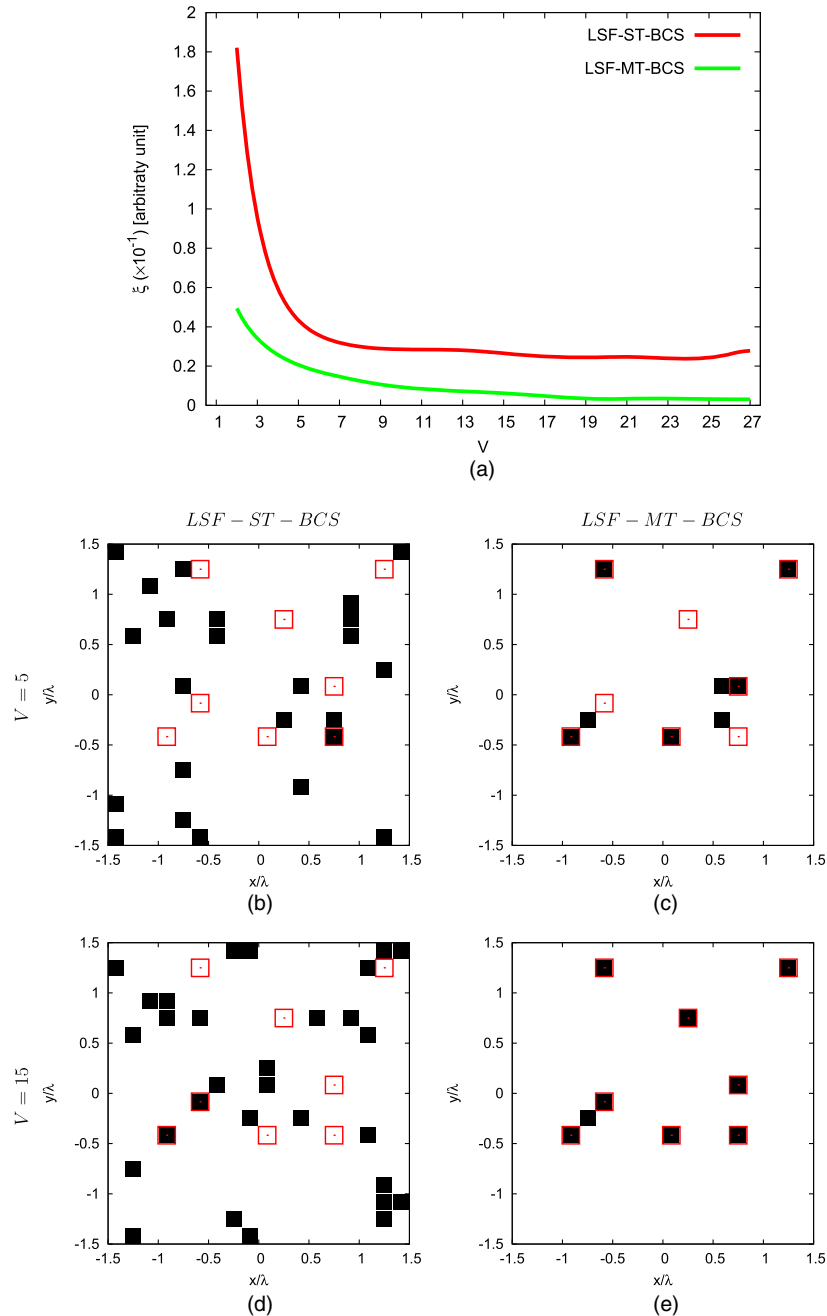 2
1.8
1.6
1.4
1.2
1
0.8
0.6
0.4
0.2
0
ξ (×10⁻¹) [arbitraty unit]
LSF-ST-BCS
LSF-MT-BCS
1 3 5 7 9 11 13 15 17 19 21 23 25 27
V
(a)
LSF − ST − BCS
LSF − MT − BCS
V = 5
1.5
1
0.5
0
-0.5
-1
-1.5
y/λ
-1.5 -1 -0.5 0 0.5 1 1.5
x/λ
(b)
1.5
1
0.5
0
-0.5
-1
-1.5
y/λ
-1.5 -1 -0.5 0 0.5 1 1.5
x/λ
(c)
V = 15
1.5
1
0.5
0
-0.5
-1
-1.5
y/λ
-1.5 -1 -0.5 0 0.5 1 1.5
x/λ
(d)
1.5
1
0.5
0
-0.5
-1
-1.5
y/λ
-1.5 -1 -0.5 0 0.5 1 1.5
x/λ
(e)